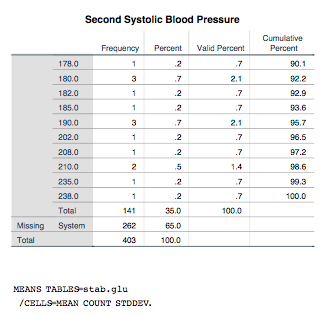 Second Systolic Blood Pressure
Frequency Percent Valid Percent Cumulative Percent
178.0 1 .2 .7 90.1
180.0 3 .7 2.1 92.2
182.0 1 .2 .7 92.9
185.0 1 .2 .7 93.6
190.0 3 .7 2.1 95.7
202.0 1 .2 .7 96.5
208.0 1 .2 .7 97.2
210.0 2 .5 1.4 98.6
235.0 1 .2 .7 99.3
238.0 1 .2 .7 100.0
Total 141 35.0 100.0
Missing System 262 65.0
Total 403 100.0
MEANS TABLES=stab.glu
/CELLS=MEAN COUNT STDDEV.